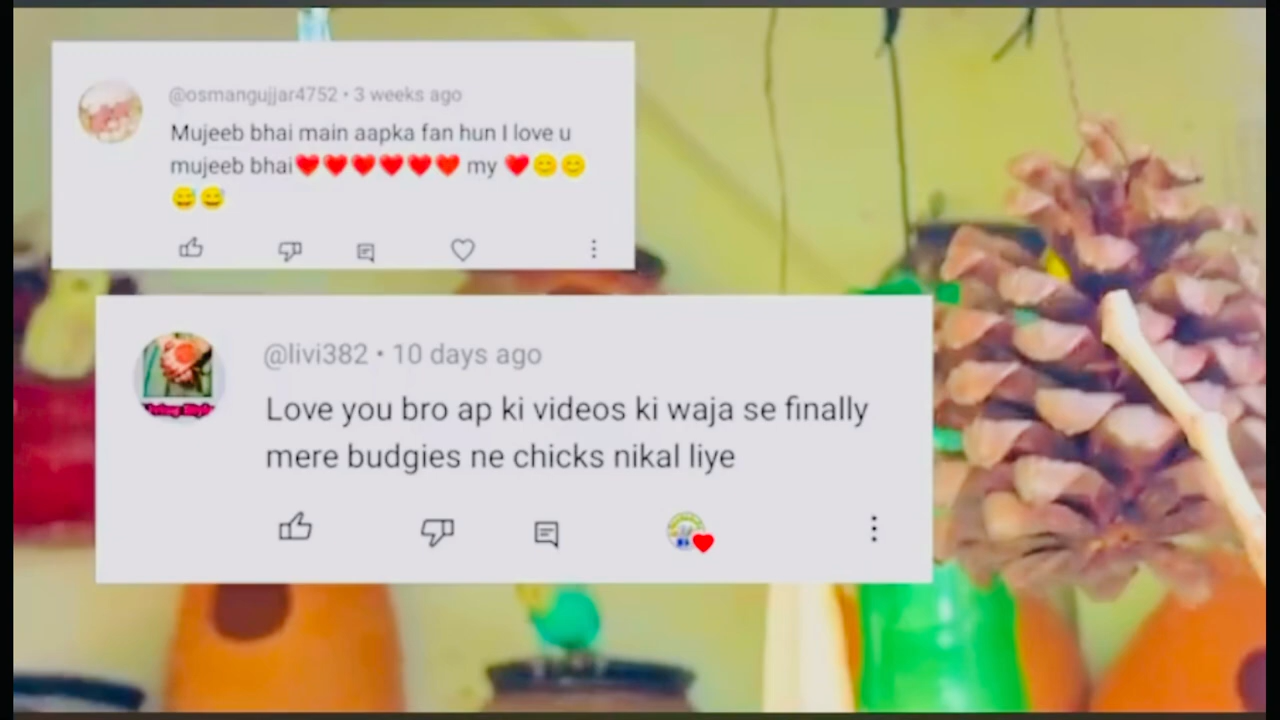 @osmangujjar4752 • 3 weeks ago
Mujeeb bhai main aapka fan hun I love u
mujeeb bhai❤️❤️❤️❤️❤️❤️ my ❤️😊😊
😅😅
@livi382 • 10 days ago
Love you bro ap ki videos ki waja se finally
mere budgies ne chicks nikal liye